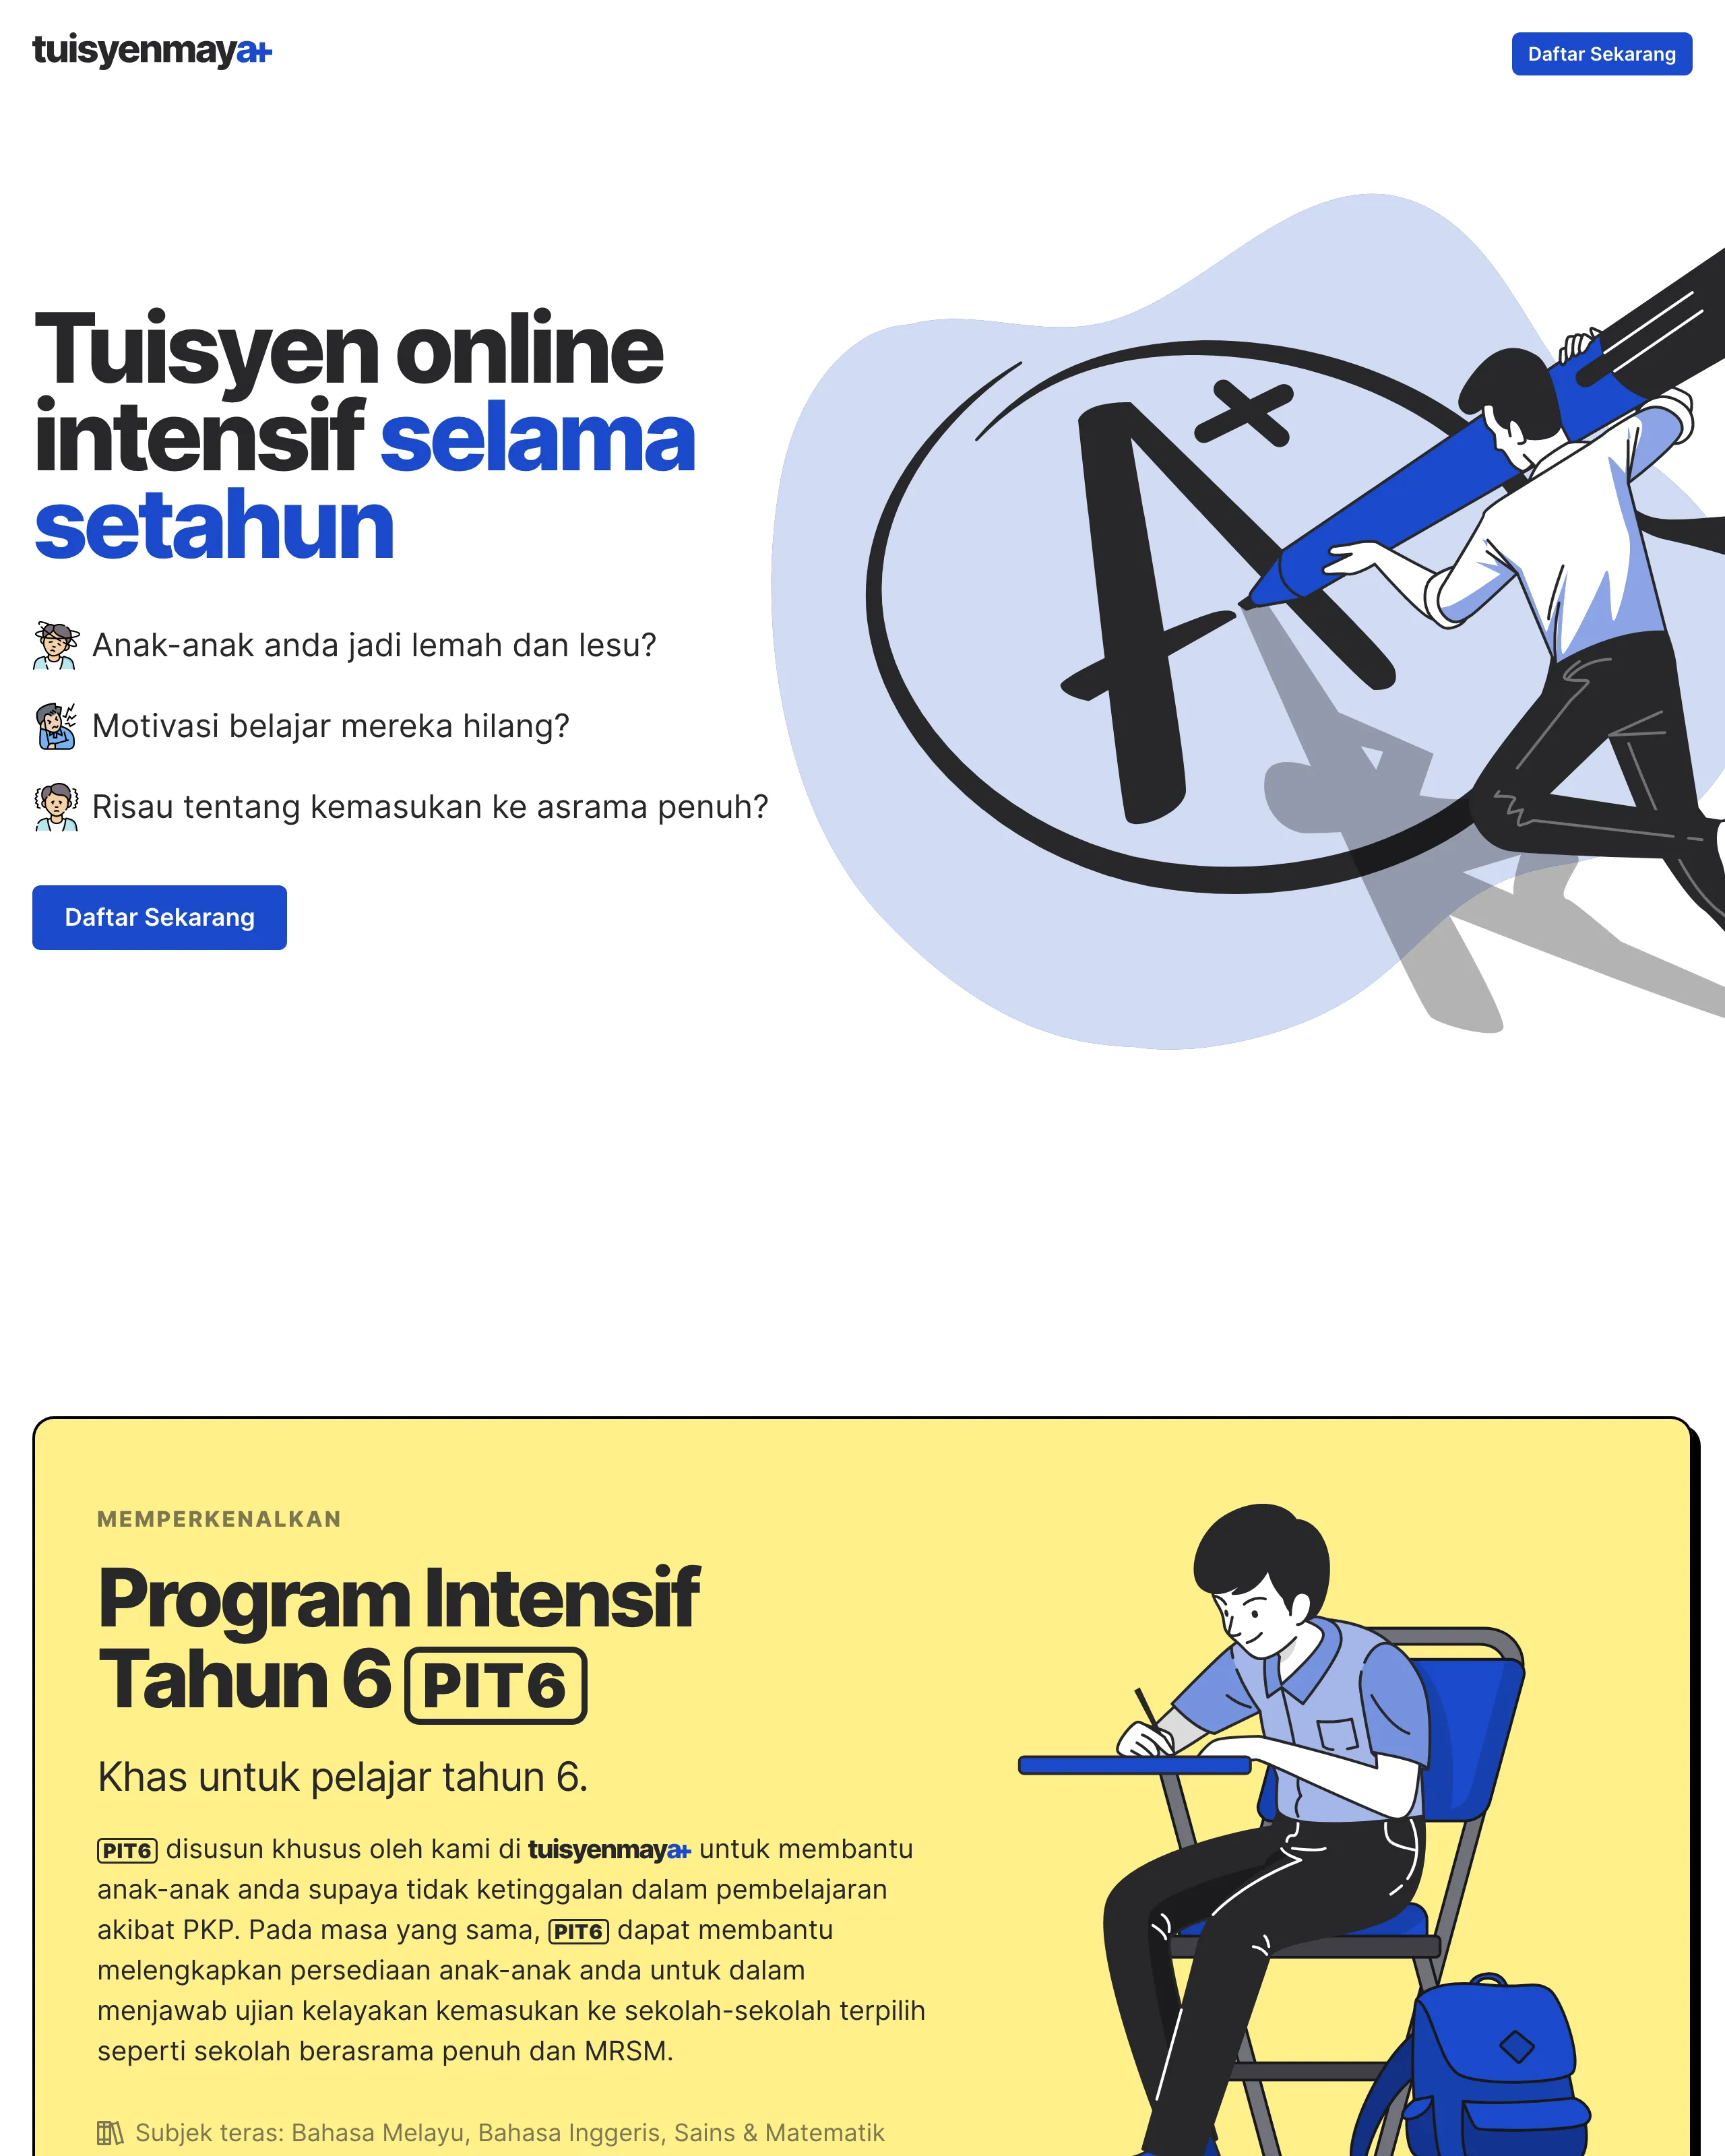 tuisyenmaya+
Daftar Sekarang
Tuisyen online
intensif selama
setahun
Anak-anak anda jadi lemah dan lesu?
Motivasi belajar mereka hilang?
Risau tentang kemasukan ke asrama penuh?
Daftar Sekarang
A+
MEMPERKENALKAN
Program Intensif
Tahun 6 PIT6
Khas untuk pelajar tahun 6.
PIT6 disusun khusus oleh kami di tuisyenmaya+ untuk membantu
anak-anak anda supaya tidak ketinggalan dalam pembelajaran
akibat PKP. Pada masa yang sama, PIT6 dapat membantu
melengkapkan persediaan anak-anak anda untuk dalam
menjawab ujian kelayakan kemasukan ke sekolah-sekolah terpilih
seperti sekolah berasrama penuh dan MRSM.
Subjek teras: Bahasa Melayu, Bahasa Inggeris, Sains & Matematik